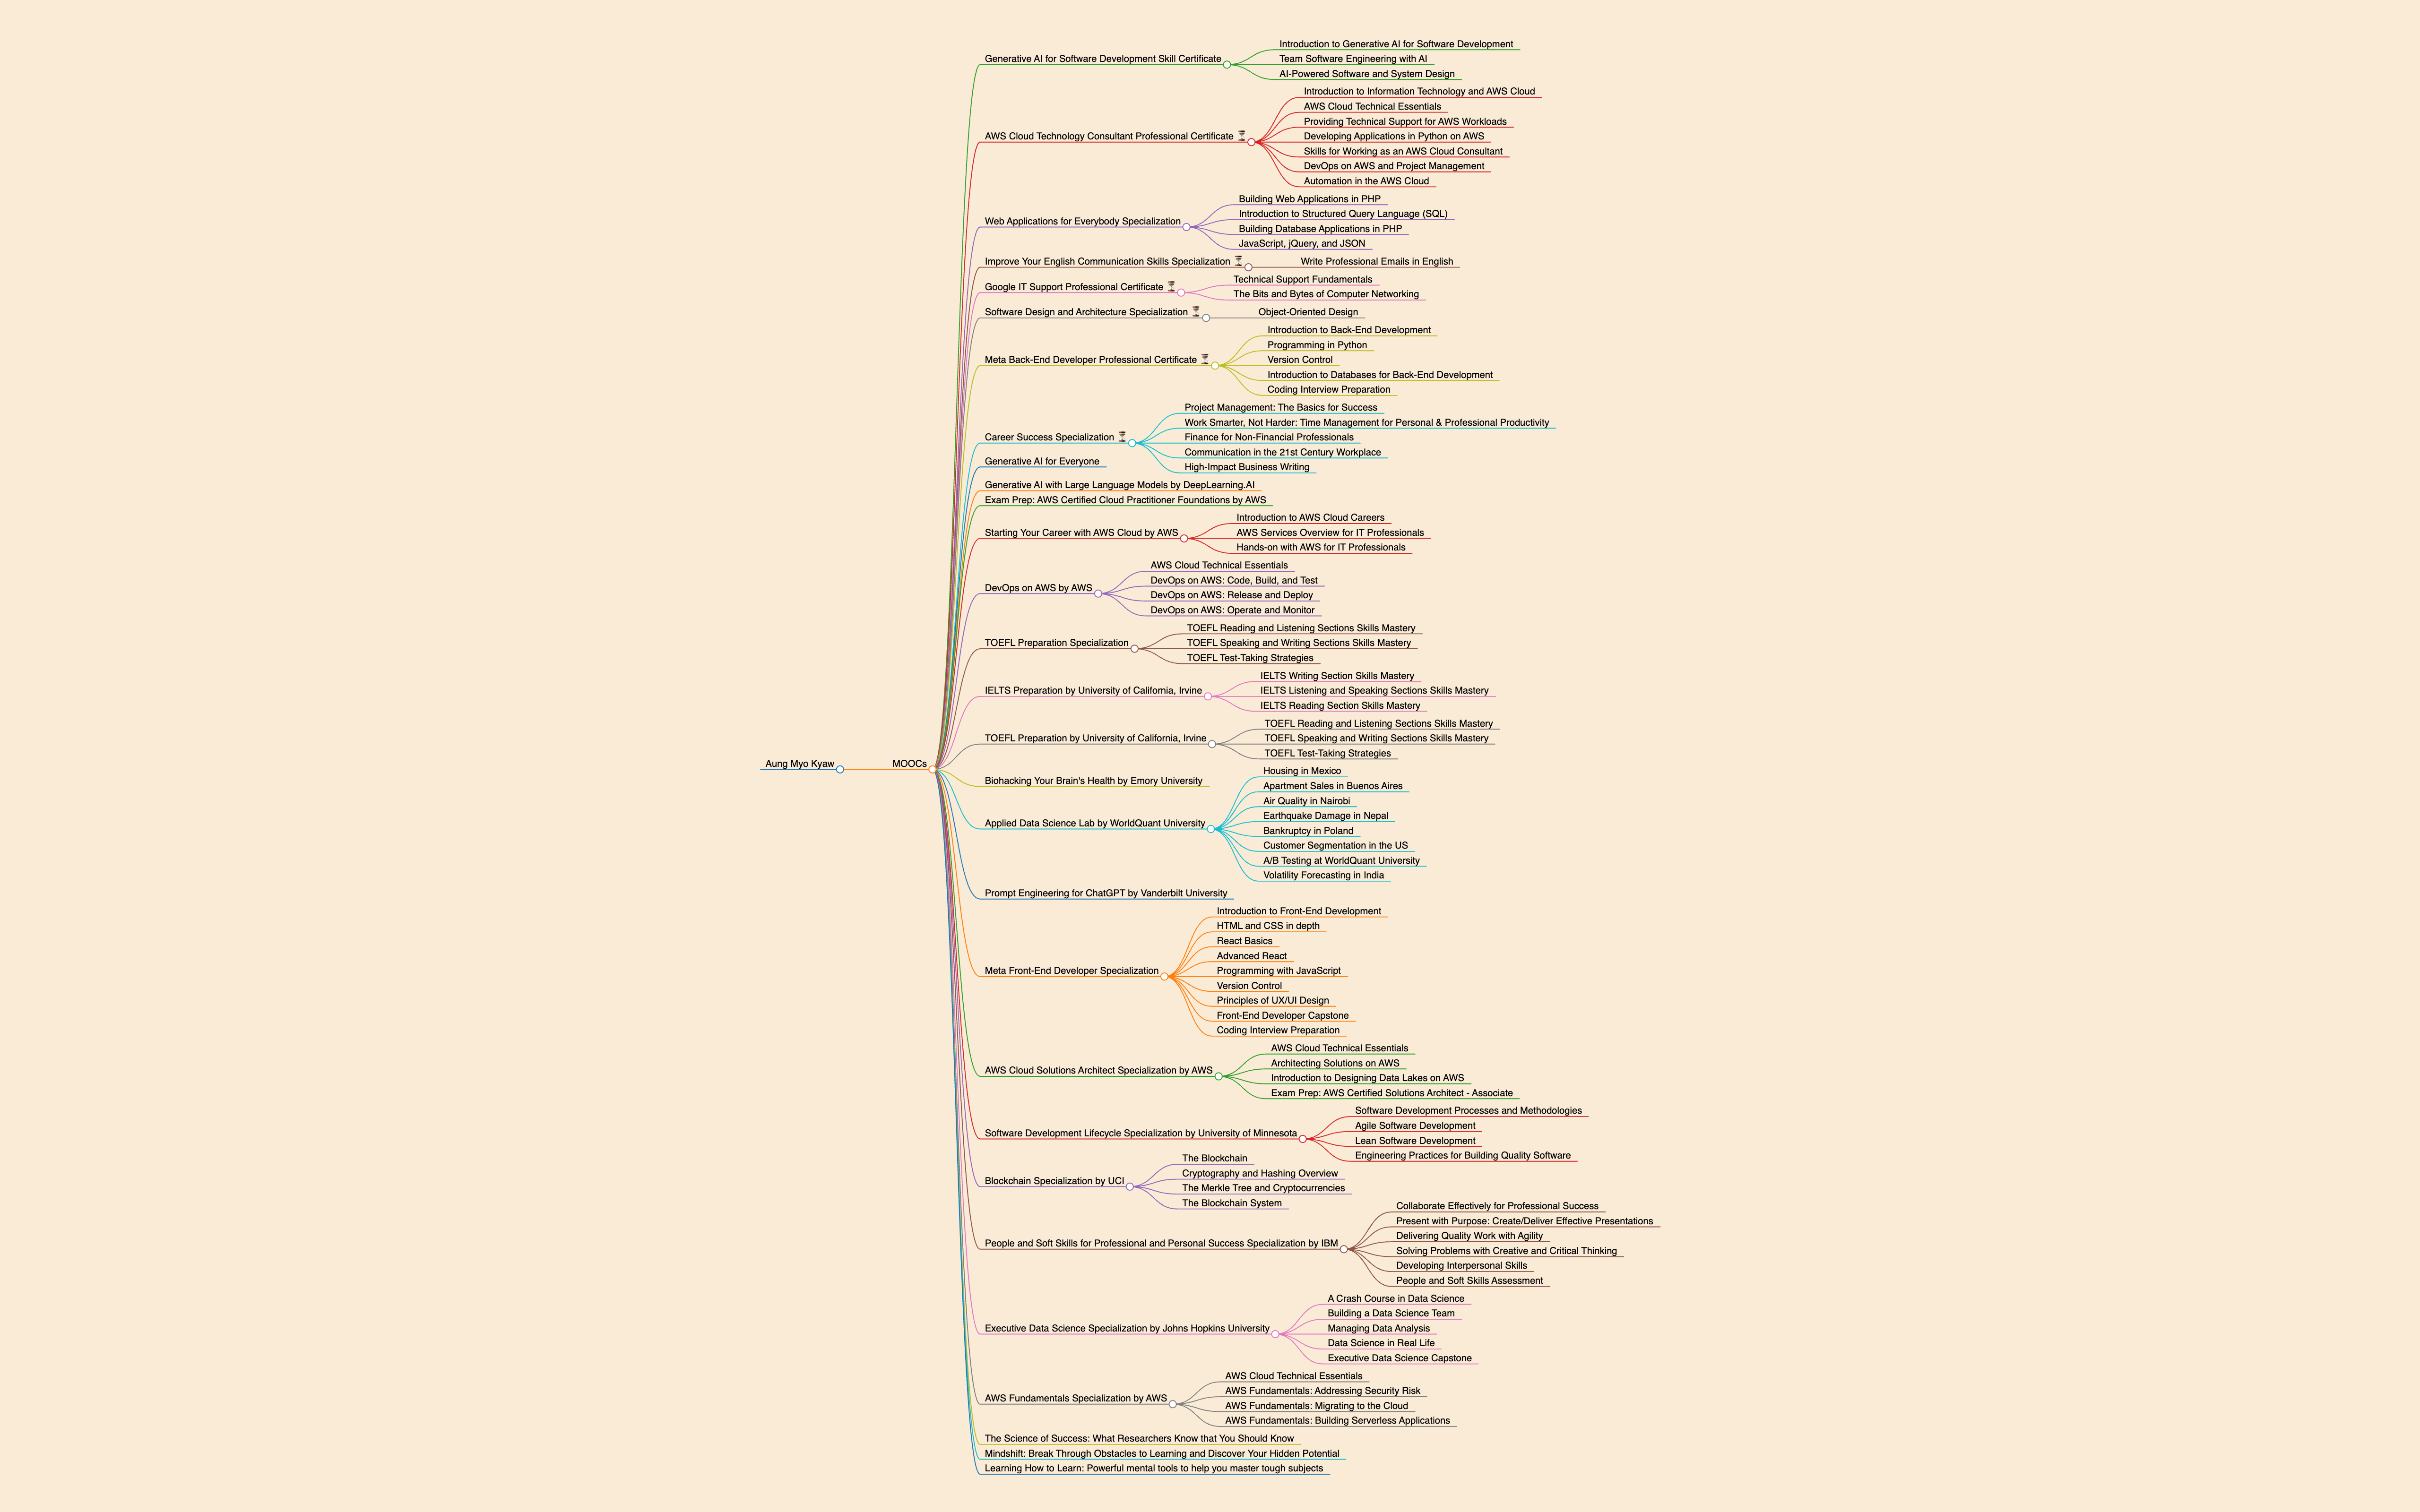 Aung Myo Kyaw
MOOCs
Generative AI for Software Development Skill Certificate
Introduction to Generative AI for Software Development
Team Software Engineering with AI
AI-Powered Software and System Design
AWS Cloud Technology Consultant Professional Certificate ⏳
Introduction to Information Technology and AWS Cloud
AWS Cloud Technical Essentials
Providing Technical Support for AWS Workloads
Developing Applications in Python on AWS
Skills for Working as an AWS Cloud Consultant
DevOps on AWS and Project Management
Automation in the AWS Cloud
Web Applications for Everybody Specialization
Building Web Applications in PHP
Introduction to Structured Query Language (SQL)
Building Database Applications in PHP
JavaScript, jQuery, and JSON
Improve Your English Communication Skills Specialization ⏳
Write Professional Emails in English
Google IT Support Professional Certificate ⏳
Technical Support Fundamentals
The Bits and Bytes of Computer Networking
Software Design and Architecture Specialization ⏳
Object-Oriented Design
Meta Back-End Developer Professional Certificate ⏳
Introduction to Back-End Development
Programming in Python
Version Control
Introduction to Databases for Back-End Development
Coding Interview Preparation
Career Success Specialization ⏳
Project Management: The Basics for Success
Work Smarter, Not Harder: Time Management for Personal & Professional Productivity
Finance for Non-Financial Professionals
Communication in the 21st Century Workplace
High-Impact Business Writing
Generative AI for Everyone
Generative AI with Large Language Models by DeepLearning.AI
Exam Prep: AWS Certified Cloud Practitioner Foundations by AWS
Starting Your Career with AWS Cloud by AWS
Introduction to AWS Cloud Careers
AWS Services Overview for IT Professionals
Hands-on with AWS for IT Professionals
DevOps on AWS by AWS
AWS Cloud Technical Essentials
DevOps on AWS: Code, Build, and Test
DevOps on AWS: Release and Deploy
DevOps on AWS: Operate and Monitor
TOEFL Preparation Specialization
TOEFL Reading and Listening Sections Skills Mastery
TOEFL Speaking and Writing Sections Skills Mastery
TOEFL Test-Taking Strategies
IELTS Preparation by University of California, Irvine
IELTS Writing Section Skills Mastery
IELTS Listening and Speaking Sections Skills Mastery
IELTS Reading Section Skills Mastery
TOEFL Preparation by University of California, Irvine
TOEFL Reading and Listening Sections Skills Mastery
TOEFL Speaking and Writing Sections Skills Mastery
TOEFL Test-Taking Strategies
Biohacking Your Brain's Health by Emory University
Applied Data Science Lab by WorldQuant University
Housing in Mexico
Apartment Sales in Buenos Aires
Air Quality in Nairobi
Earthquake Damage in Nepal
Bankruptcy in Poland
Customer Segmentation in the US
A/B Testing at WorldQuant University
Volatility Forecasting in India
Prompt Engineering for ChatGPT by Vanderbilt University
Meta Front-End Developer Specialization
Introduction to Front-End Development
HTML and CSS in depth
React Basics
Advanced React
Programming with JavaScript
Version Control
Principles of UX/UI Design
Front-End Developer Capstone
Coding Interview Preparation
AWS Cloud Solutions Architect Specialization by AWS
AWS Cloud Technical Essentials
Architecting Solutions on AWS
Introduction to Designing Data Lakes on AWS
Exam Prep: AWS Certified Solutions Architect - Associate
Software Development Lifecycle Specialization by University of Minnesota
Software Development Processes and Methodologies
Agile Software Development
Lean Software Development
Engineering Practices for Building Quality Software
Blockchain Specialization by UCI
The Blockchain
Cryptography and Hashing Overview
The Merkle Tree and Cryptocurrencies
The Blockchain System
People and Soft Skills for Professional and Personal Success Specialization by IBM
Collaborate Effectively for Professional Success
Present with Purpose: Create/Deliver Effective Presentations
Delivering Quality Work with Agility
Solving Problems with Creative and Critical Thinking
Developing Interpersonal Skills
People and Soft Skills Assessment
Executive Data Science Specialization by Johns Hopkins University
A Crash Course in Data Science
Building a Data Science Team
Managing Data Analysis
Data Science in Real Life
Executive Data Science Capstone
AWS Fundamentals Specialization by AWS
AWS Cloud Technical Essentials
AWS Fundamentals: Addressing Security Risk
AWS Fundamentals: Migrating to the Cloud
AWS Fundamentals: Building Serverless Applications
The Science of Success: What Researchers Know that You Should Know
Mindshift: Break Through Obstacles to Learning and Discover Your Hidden Potential
Learning How to Learn: Powerful mental tools to help you master tough subjects